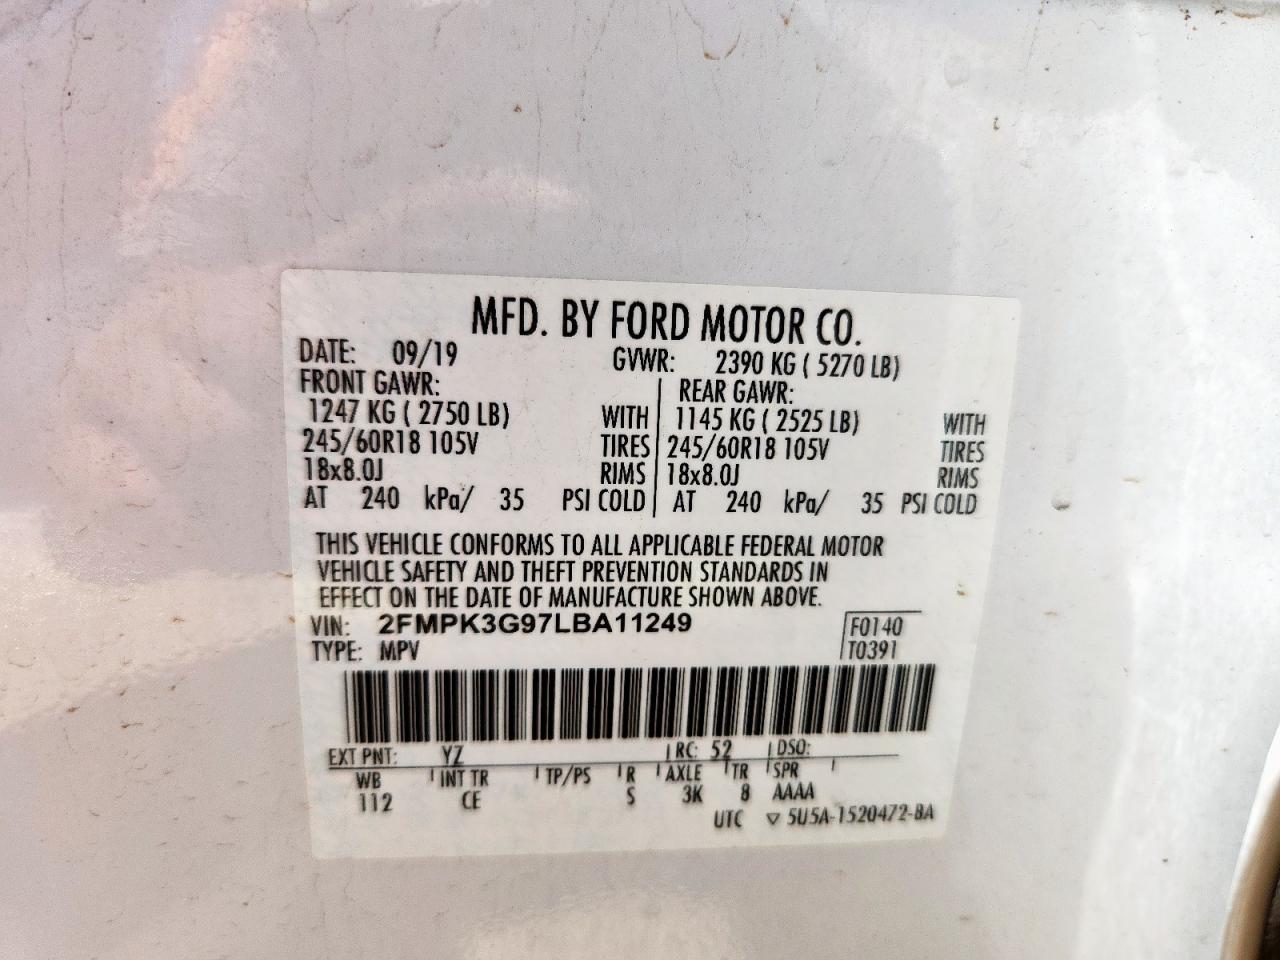 MFD. BY FORD MOTOR CO.
DATE: 09/19 GVWR: 2390 KG ( 5270 LB)
FRONT GAWR: REAR GAWR:
1247 KG ( 2750 LB) WITH 1145 KG ( 2525 LB) WITH
245/60R18 105V TIRES 245/60R18 105V TIRES
18x8.0J RIMS 18x8.0J RIMS
AT 240 kPa/ 35 PSI COLD AT 240 kPa/ 35 PSI COLD
THIS VEHICLE CONFORMS TO ALL APPLICABLE FEDERAL MOTOR
VEHICLE SAFETY AND THEFT PREVENTION STANDARDS IN
EFFECT ON THE DATE OF MANUFACTURE SHOWN ABOVE.
VIN: 2FMPK3G97LBA11249 F0140
TYPE: MPV T0391
EXT PNT: YZ RC: 52 DSO:
WB INT TR TP/PS R AXLE TR SPR
112 CE S 3K 8 AAAA
UTC ▽ 5U5A-1520472-BA